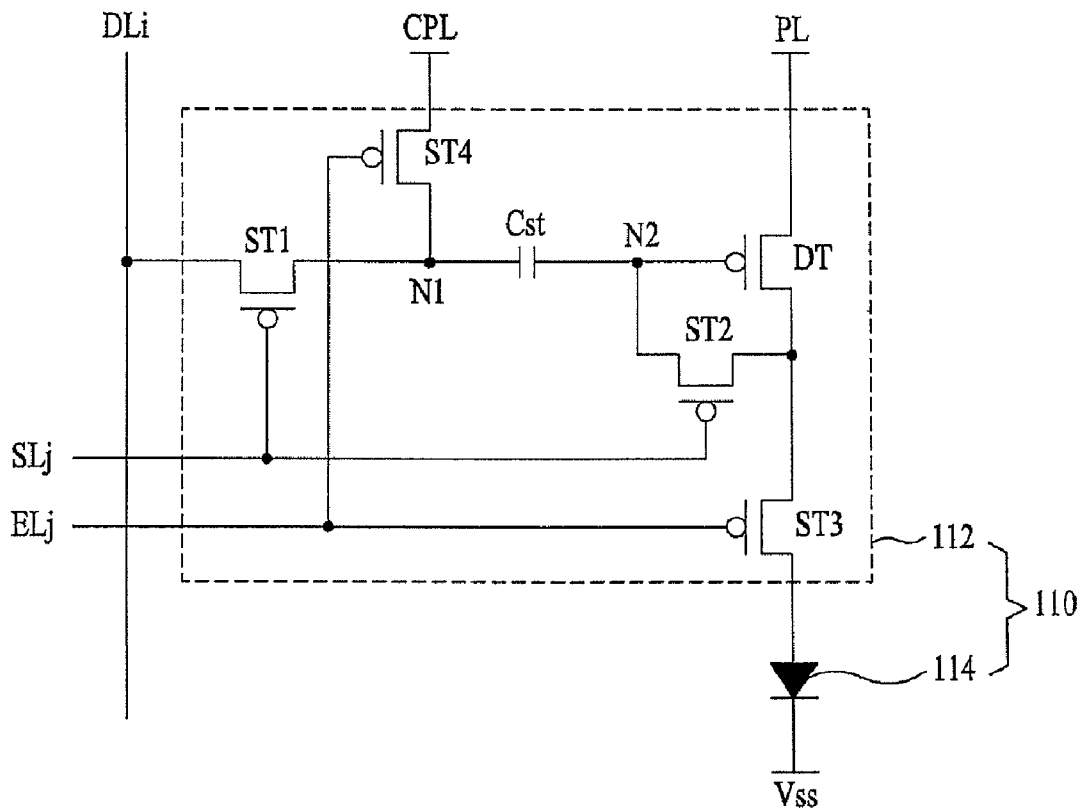 DLi
CPL
PL
ST4
ST1
Cst
N2
DT
N1
ST2
SLj
ELj
ST3
112
110
114
Vss